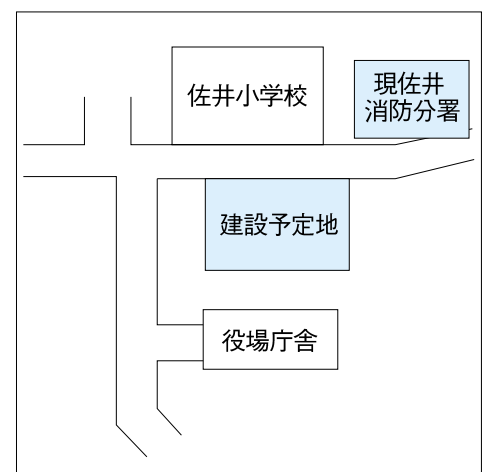 佐井小学校
現佐井
消防分署
建設予定地
役場庁舎